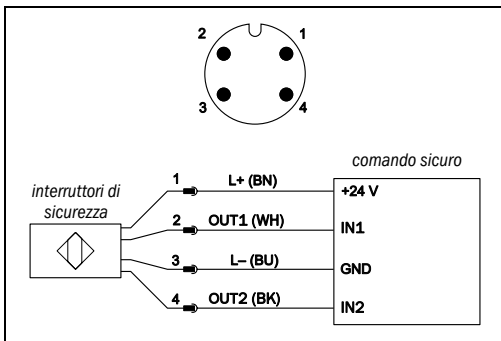 2 1
3 4
comando sicuro
interruttori di
sicurezza
1 L+ (BN) +24 V
2 OUT1 (WH) IN1
3 L– (BU) GND
4 OUT2 (BK) IN2